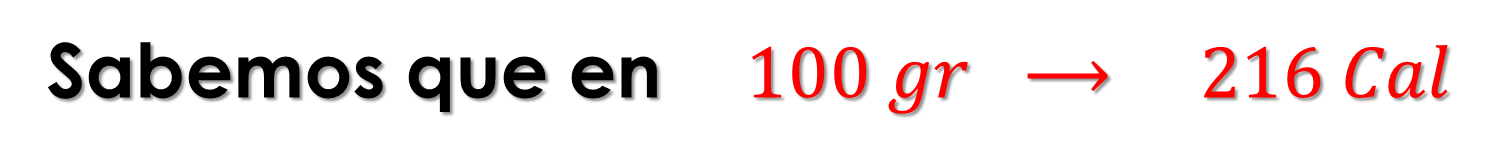 Sabemos que en 100 gr → 216 Cal